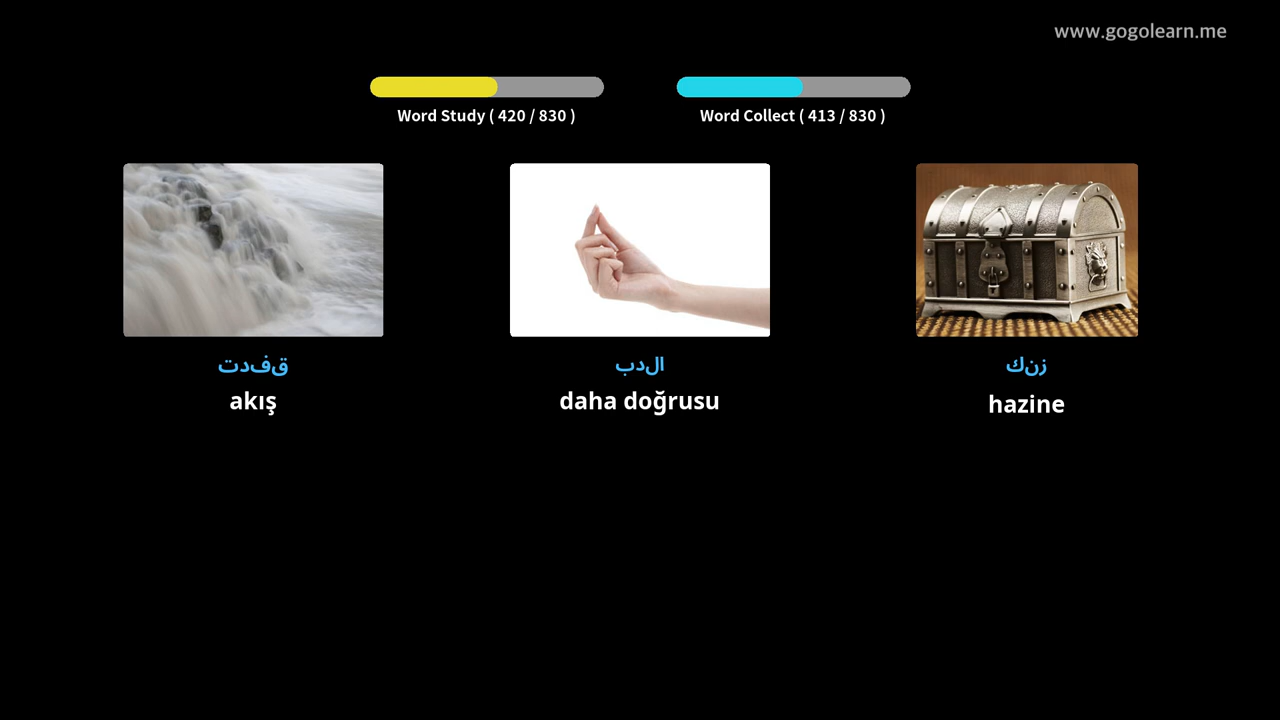 www.gogolearn.me
Word Study ( 420 / 830 )
Word Collect ( 413 / 830 )
قفدت
akış
الدب
daha doğrusu
زنك
hazine